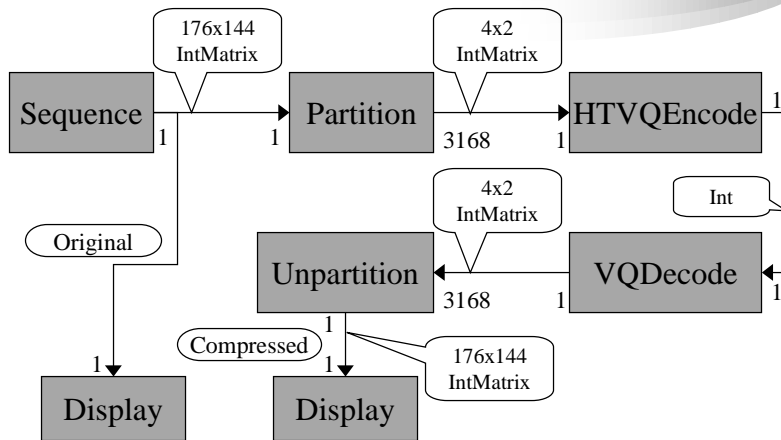 176x144
IntMatrix
4x2
IntMatrix
Sequence
Partition
HTVQEncode
1
1
1
3168
1
4x2
IntMatrix
Int
Original
Unpartition
VQDecode
3168
1
1
1
Compressed
176x144
IntMatrix
1
1
Display
Display